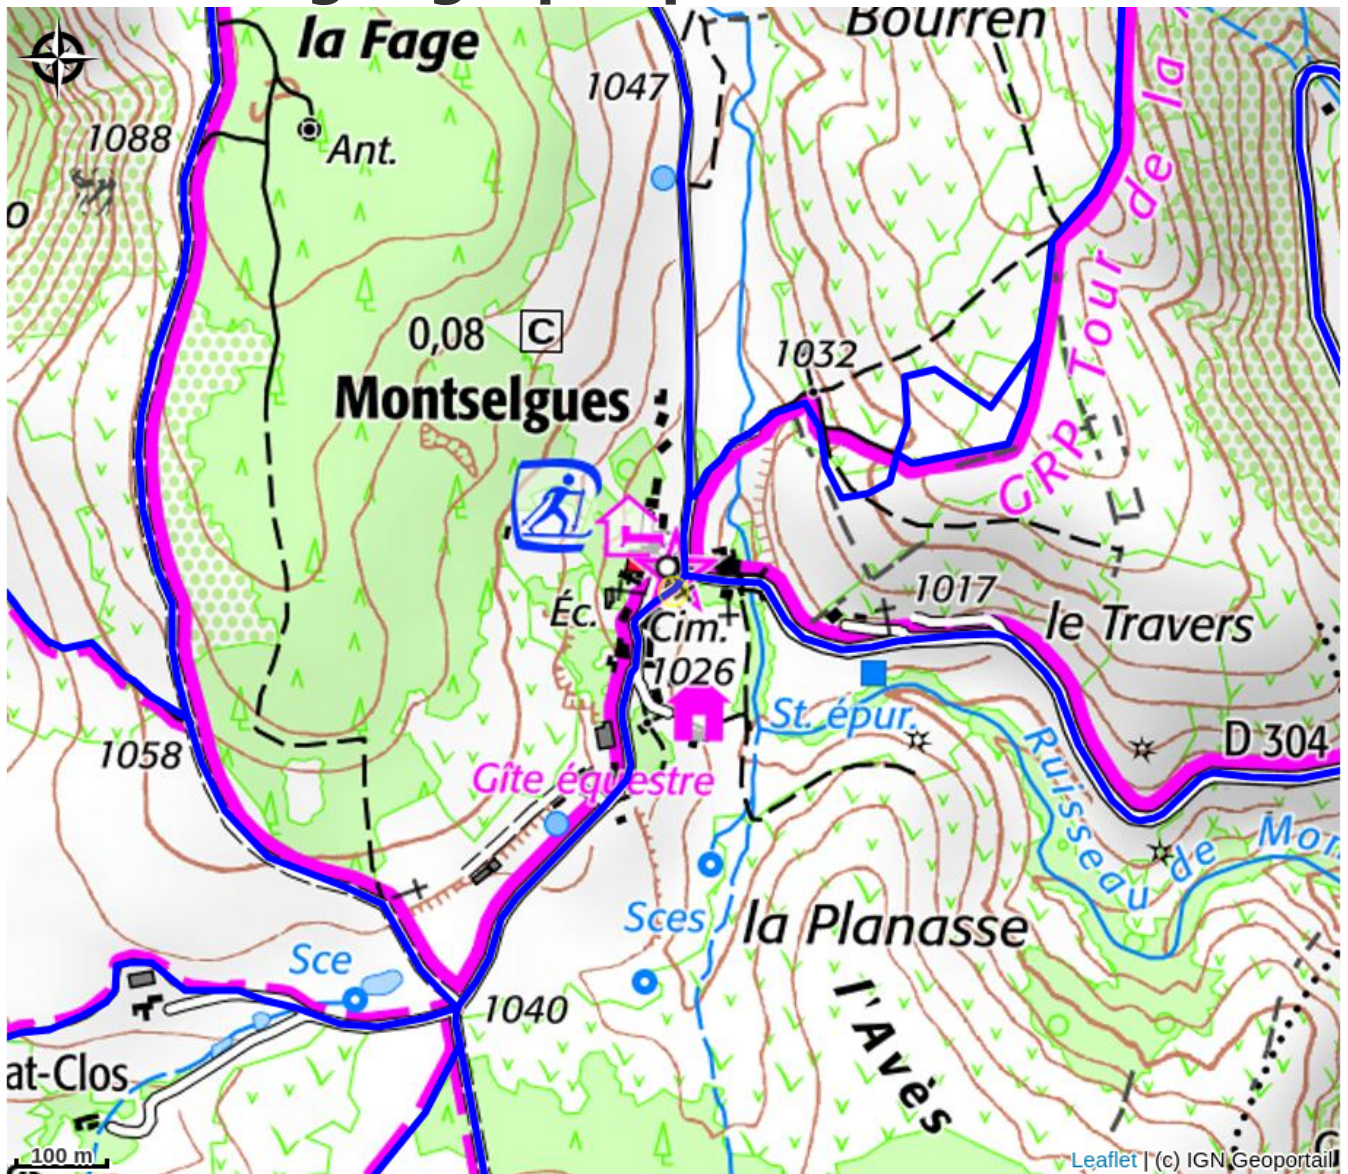 la Fage
Bourren
1047
1088
Ant.
Tour de la
0,08 C
1032
Montselgues
GRP
Éc.
1017
Cim.
le Travers
1026
St. épur.
1058
D 304
Gîte équestre
Ruisseau de Mon
Sces
la Planasse
Sce
1040
l'Avès
at-Clos
100 m
Leaflet | (c) IGN Geoportail